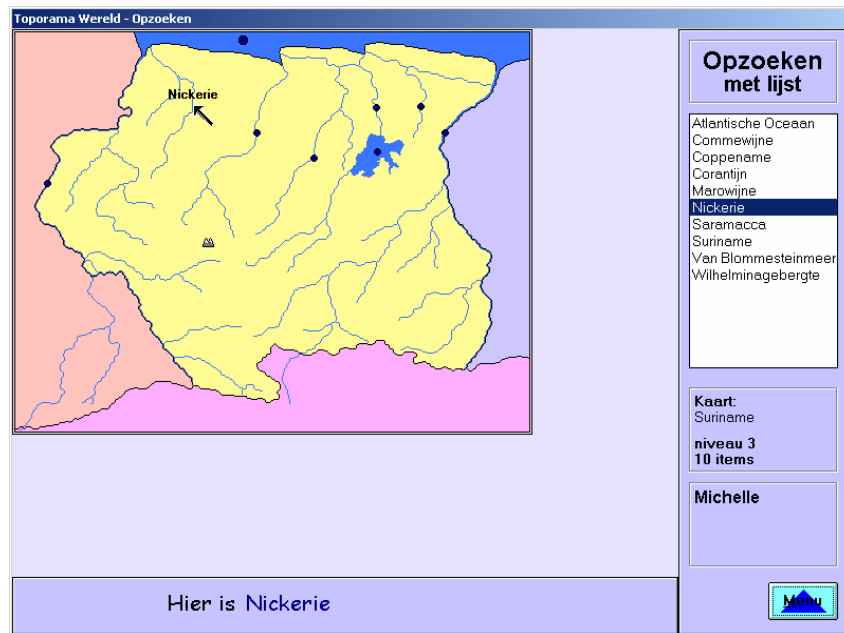 Toporama Wereld - Opzoeken
Nickerie
Opzoeken
met lijst
Atlantische Oceaan
Commewijne
Coppename
Corantijn
Marowijne
Nickerie
Saramacca
Suriname
Van Blommesteinmeer
Wilhelminagebergte
Kaart:
Suriname
niveau 3
10 items
Michelle
Hier is Nickerie
Menu